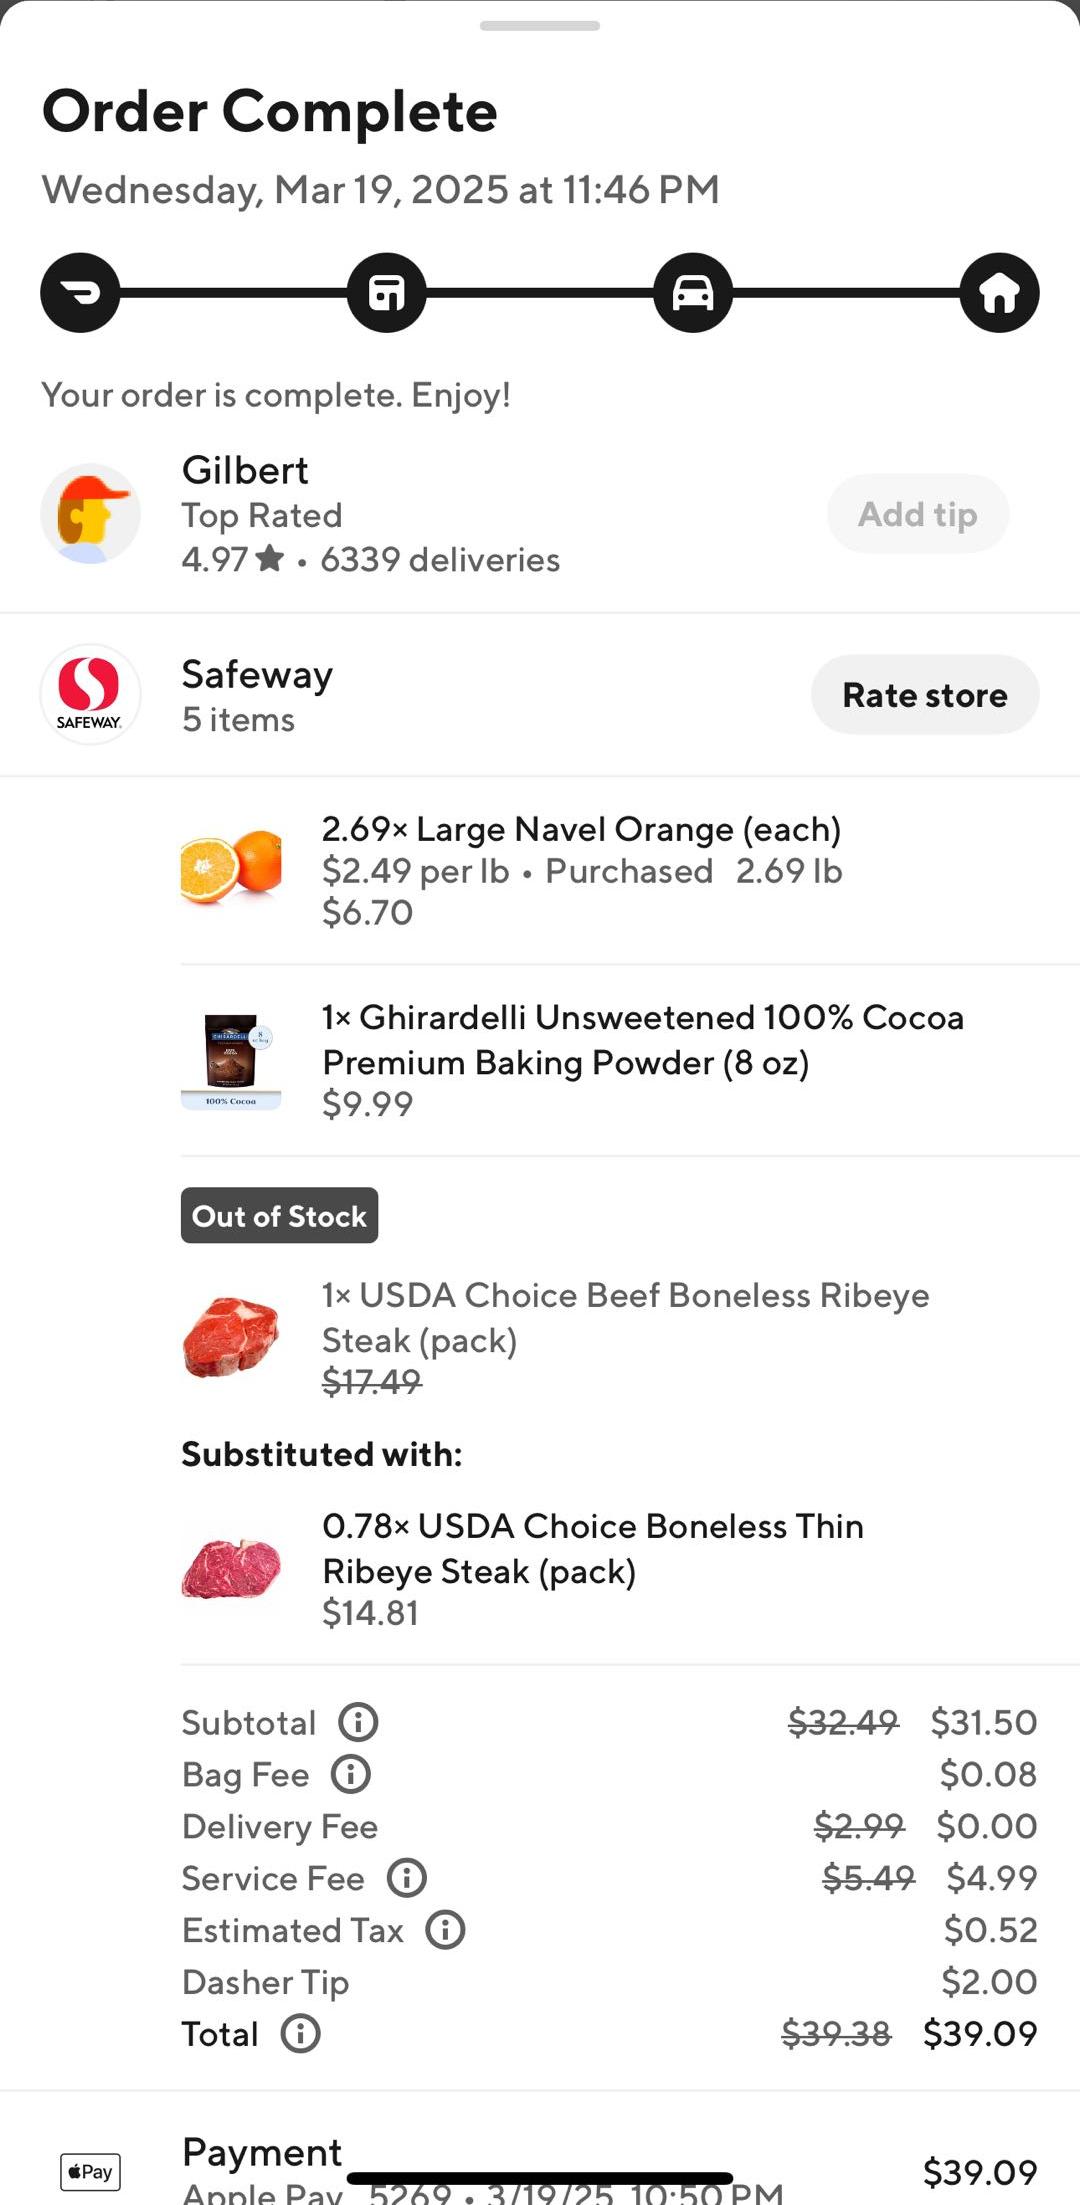 Order Complete
Wednesday, Mar 19, 2025 at 11:46 PM
Your order is complete. Enjoy!
Gilbert
Top Rated
4.97★ • 6339 deliveries
Add tip
SAFEWAY
Safeway
5 items
Rate store
2.69× Large Navel Orange (each)
$2.49 per lb • Purchased 2.69 lb
$6.70
100% Cocoa
1× Ghirardelli Unsweetened 100% Cocoa
Premium Baking Powder (8 oz)
$9.99
Out of Stock
1× USDA Choice Beef Boneless Ribeye
Steak (pack)
$17.49
Substituted with:
0.78× USDA Choice Boneless Thin
Ribeye Steak (pack)
$14.81
Subtotal $32.49 $31.50
Bag Fee $0.08
Delivery Fee $2.99 $0.00
Service Fee $5.49 $4.99
Estimated Tax $0.52
Dasher Tip $2.00
Total $39.38 $39.09
Pay
Payment
$39.09
Apple Pay 5269 • 3/19/25 10:50 PM